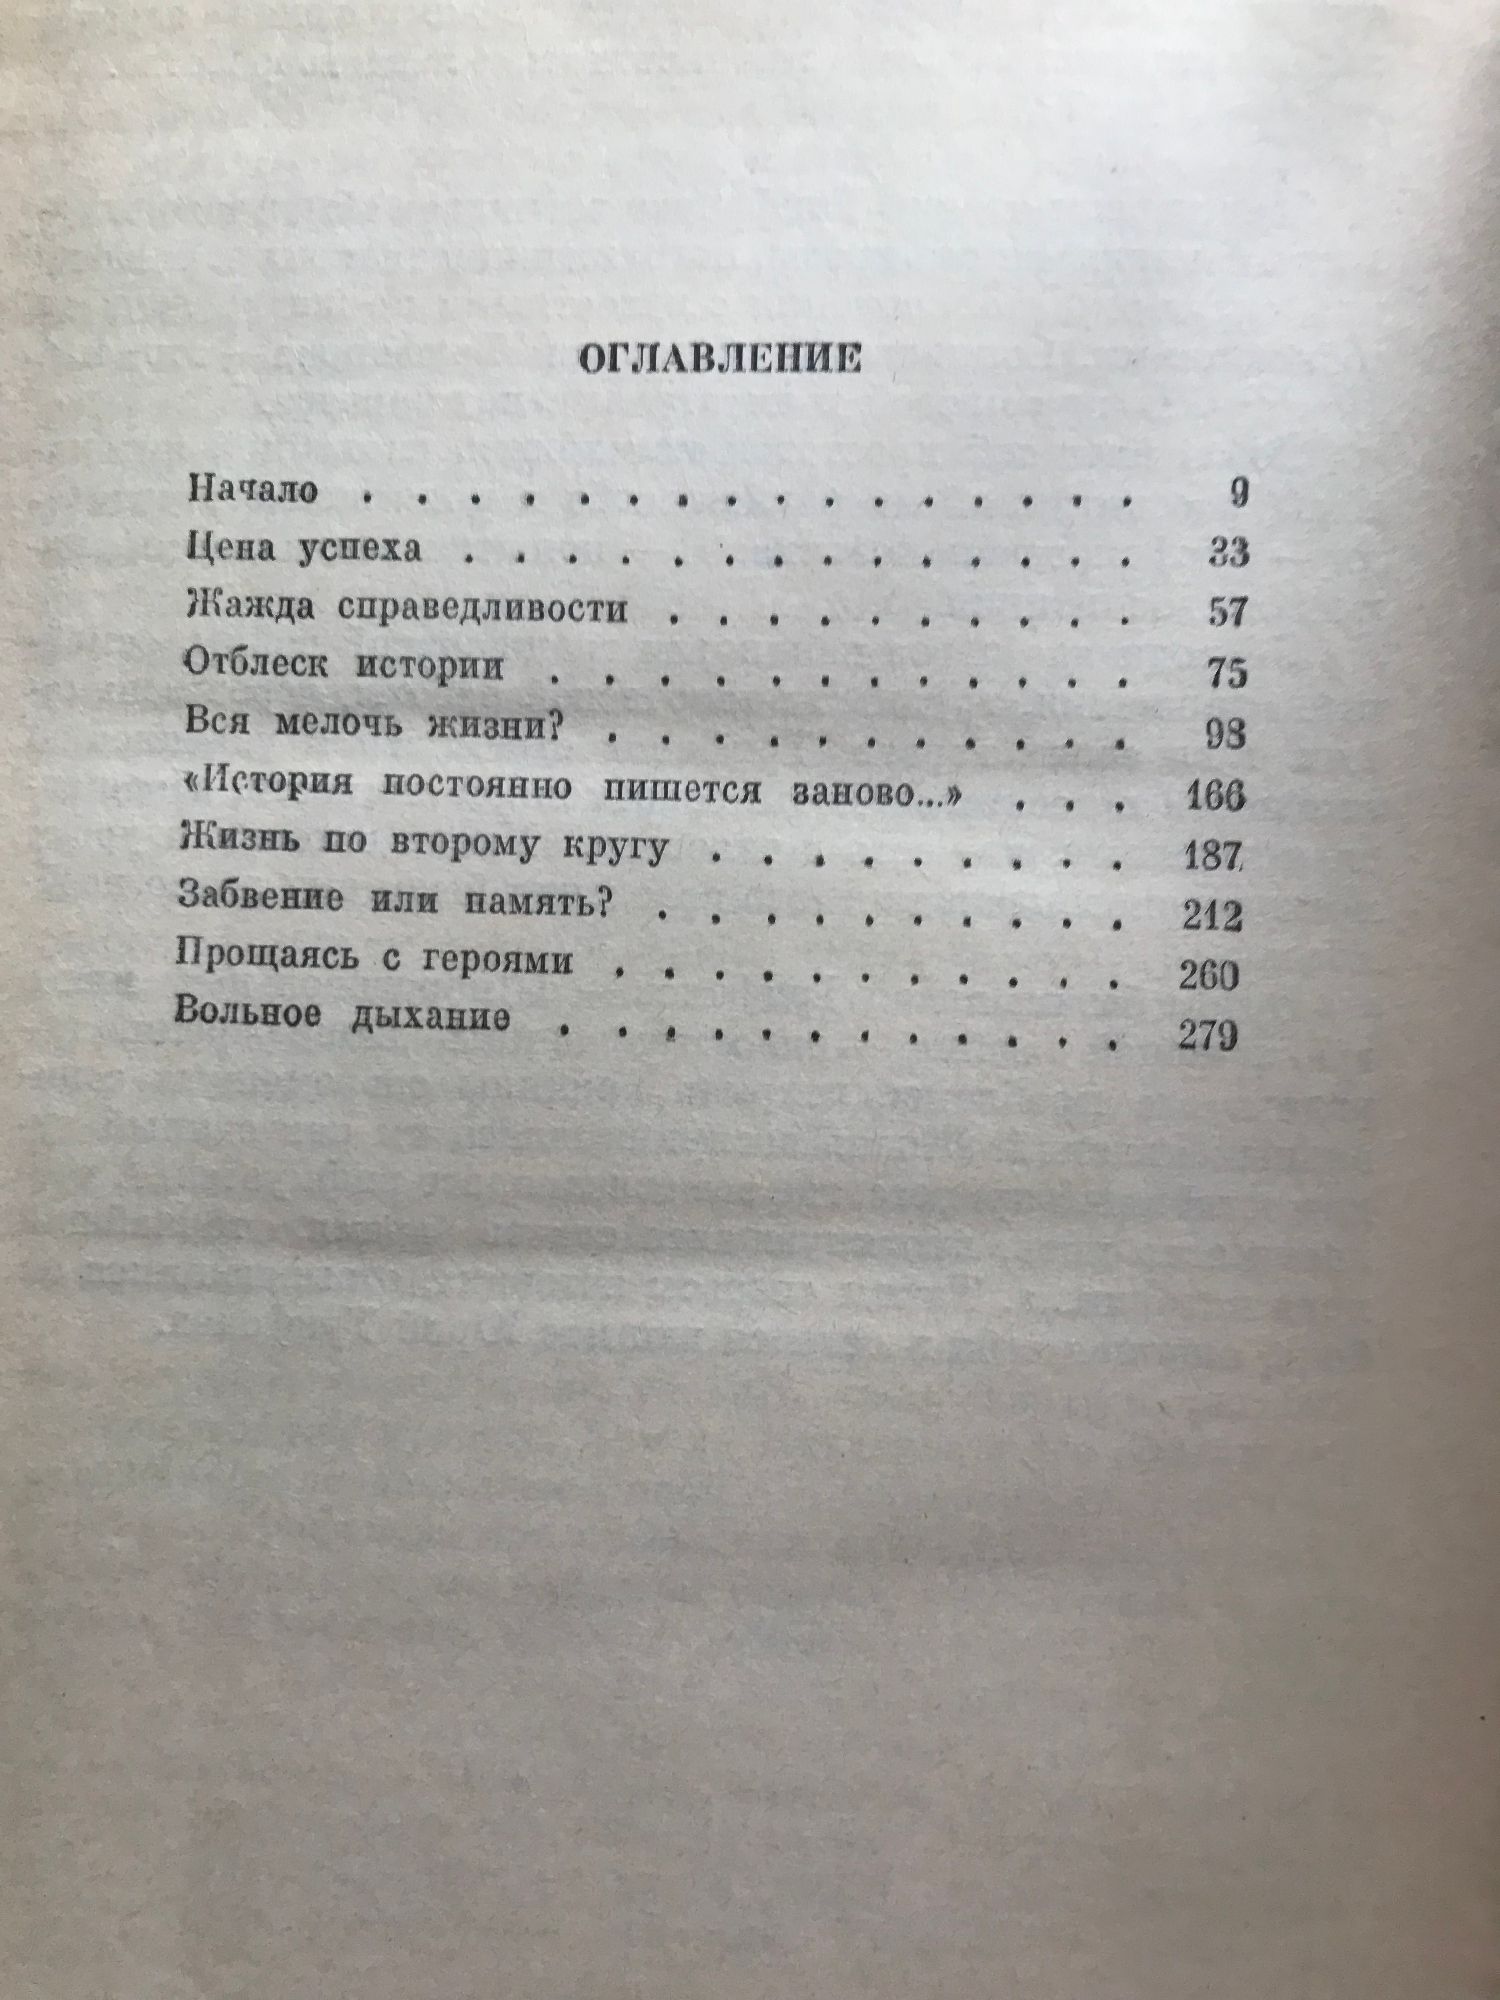 ОГЛАВЛЕНИЕ
Начало . . . . . . . . . . . . . . . . 9
Цена успеха . . . . . . . . . . . . . . 33
Жажда справедливости . . . . . . . . . . 57
Отблеск истории . . . . . . . . . . . . 75
Вся мелочь жизни? . . . . . . . . . . . 98
«История постоянно пишется заново...» . . . 166
Жизнь по второму кругу . . . . . . . . . 187
Забвение или память? . . . . . . . . . . 212
Прощаясь с героями . . . . . . . . . . . 260
Вольное дыхание . . . . . . . . . . . . 279